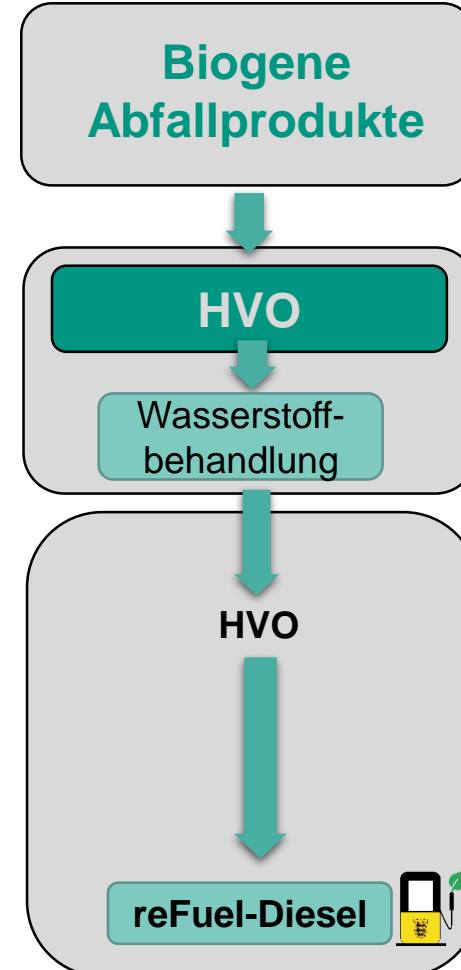 Biogene
Abfallprodukte
HVO
Wasserstoff-
behandlung
HVO
reFuel-Diesel